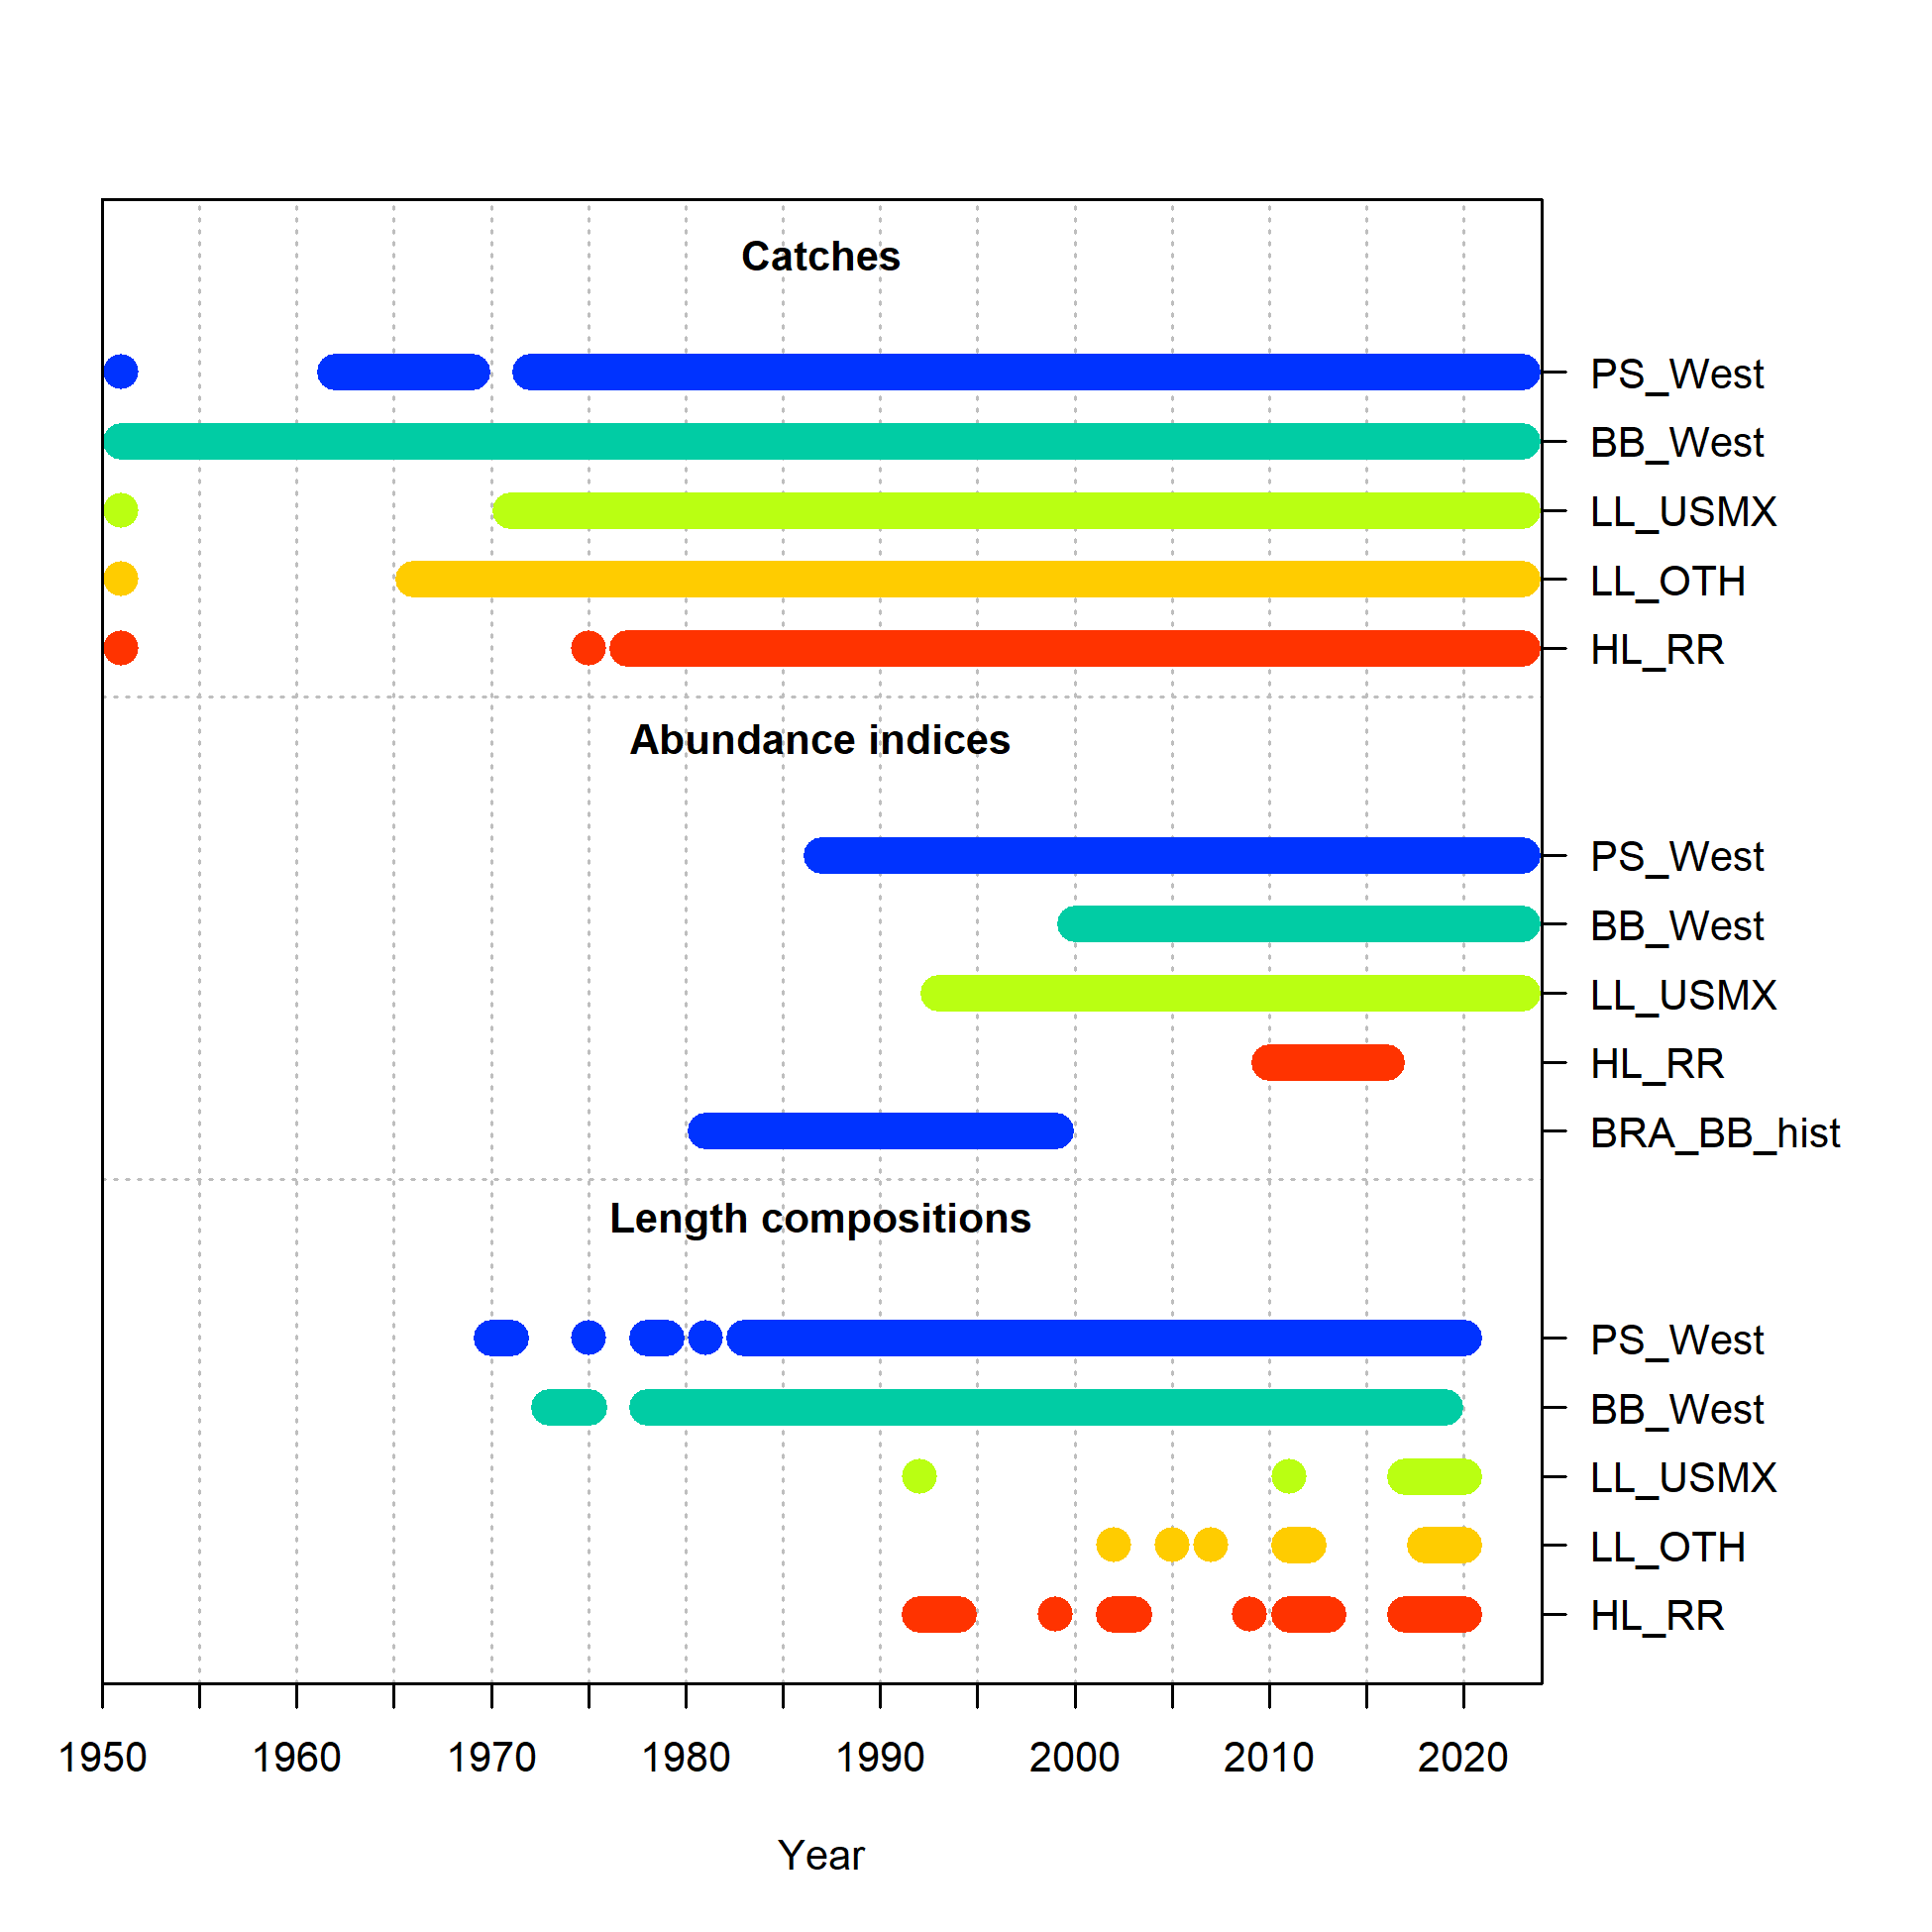 Catches
PS_West
BB_West
LL_USMX
LL_OTH
HL_RR
Abundance indices
PS_West
BB_West
LL_USMX
HL_RR
BRA_BB_hist
Length compositions
PS_West
BB_West
LL_USMX
LL_OTH
HL_RR
1950 1960 1970 1980 1990 2000 2010 2020
Year